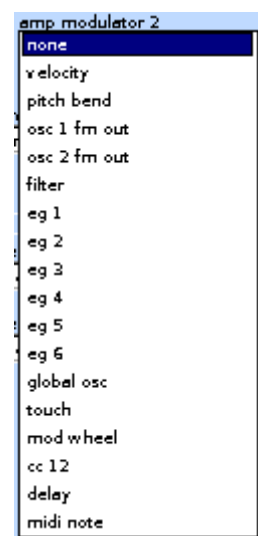 amp modulator 2
none
velocity
pitch bend
osc 1 fm out
osc 2 fm out
filter
eg 1
eg 2
eg 3
eg 4
eg 5
eg 6
global osc
touch
mod wheel
cc 12
delay
midi note